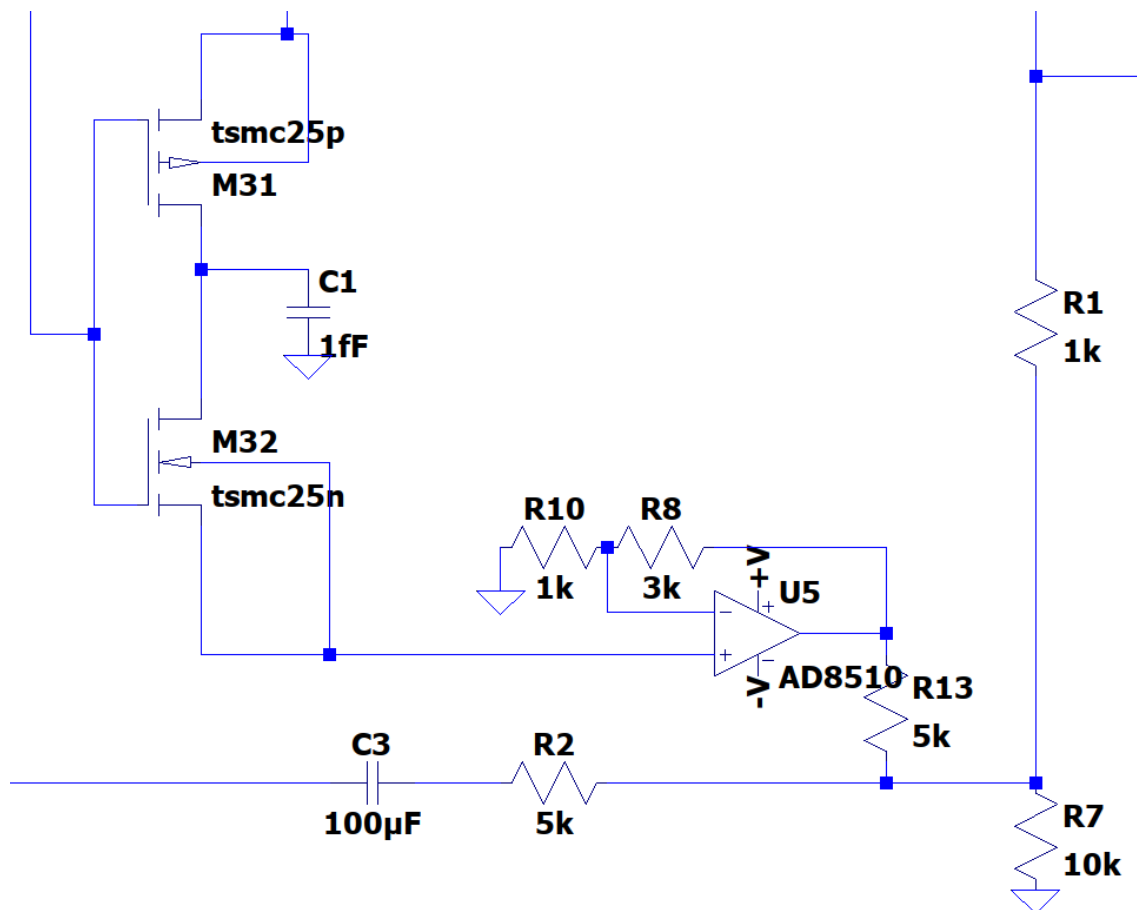 tsmc25p
M31
C1
1fF
R1
1k
M32
tsmc25n
R10
R8
1k
3k
+V
U5
-
+
+
-
-V
AD8510
R13
5k
C3
R2
100µF
5k
R7
10k